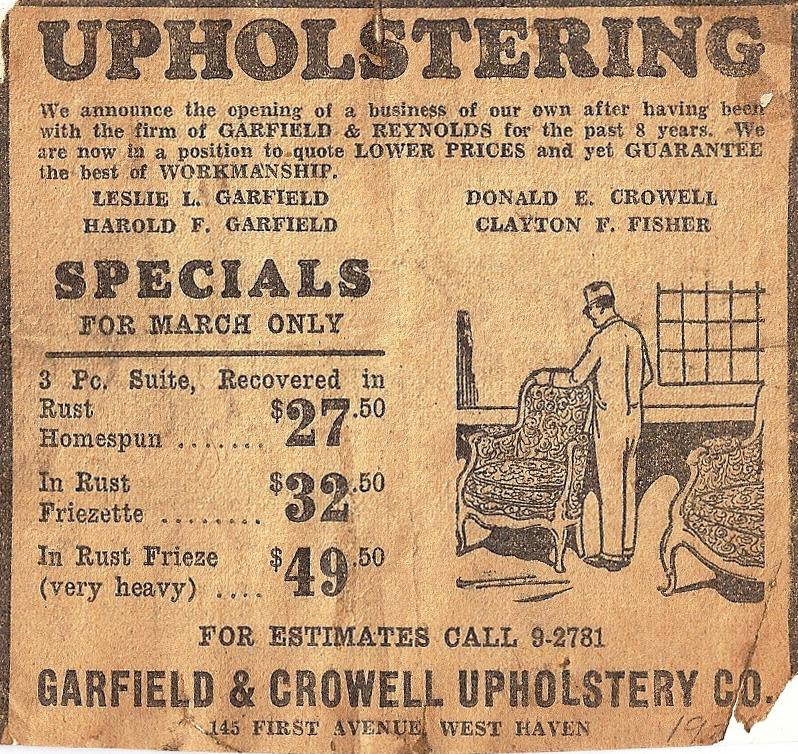 UPHOLSTERING
We announce the opening of a business of our own after having been
with the firm of GARFIELD & REYNOLDS for the past 8 years. We
are now in a position to quote LOWER PRICES and yet GUARANTEE
the best of WORKMANSHIP.
LESLIE L. GARFIELD DONALD E. CROWELL
HAROLD F. GARFIELD CLAYTON F. FISHER
SPECIALS
FOR MARCH ONLY
3 Pc. Suite, Recovered in
Rust
Homespun ....... $27.50
In Rust
Friezette ........ $32.50
In Rust Frieze
(very heavy) .... $49.50
FOR ESTIMATES CALL 9-2781
GARFIELD & CROWELL UPHOLSTERY CO.
145 FIRST AVENUE, WEST HAVEN